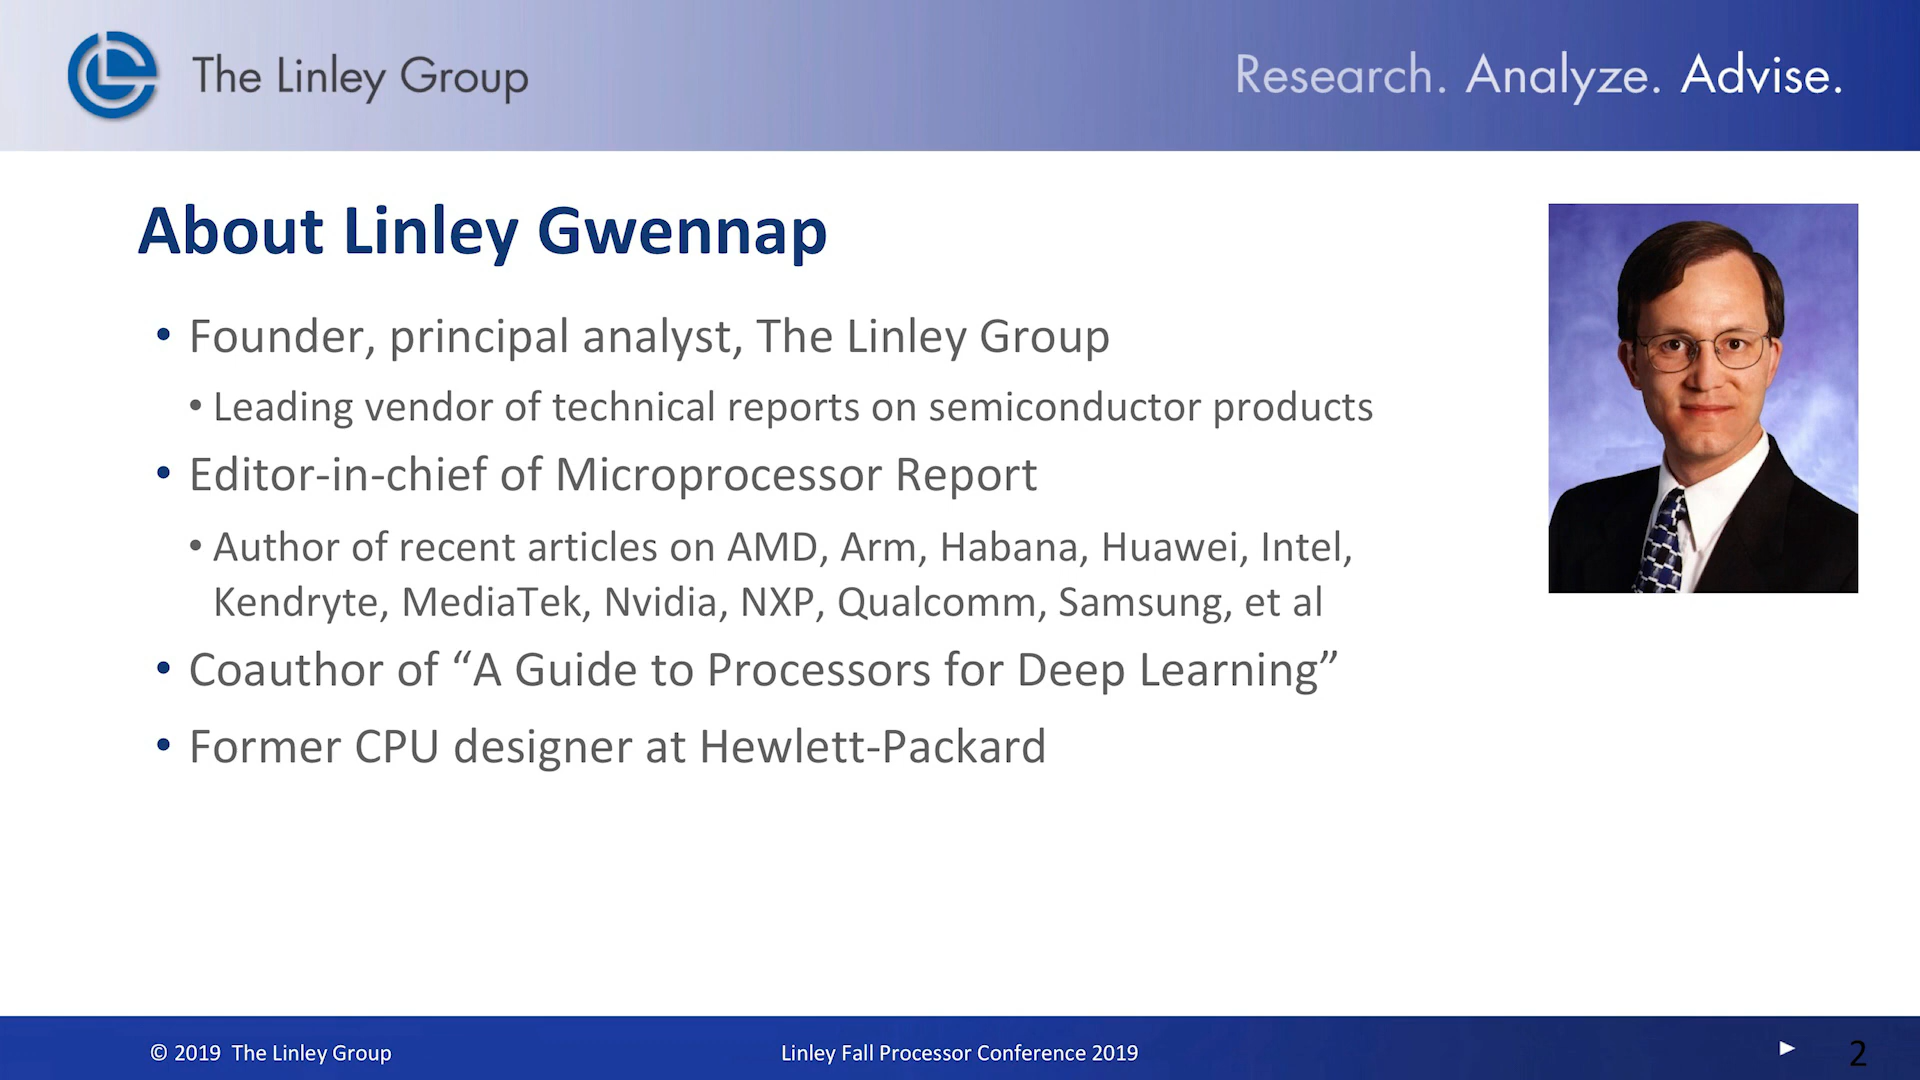 The Linley Group
Research. Analyze. Advise.
About Linley Gwennap
• Founder, principal analyst, The Linley Group
• Leading vendor of technical reports on semiconductor products
• Editor-in-chief of Microprocessor Report
• Author of recent articles on AMD, Arm, Habana, Huawei, Intel,
Kendryte, MediaTek, Nvidia, NXP, Qualcomm, Samsung, et al
• Coauthor of “A Guide to Processors for Deep Learning”
• Former CPU designer at Hewlett-Packard
© 2019 The Linley Group
Linley Fall Processor Conference 2019
2